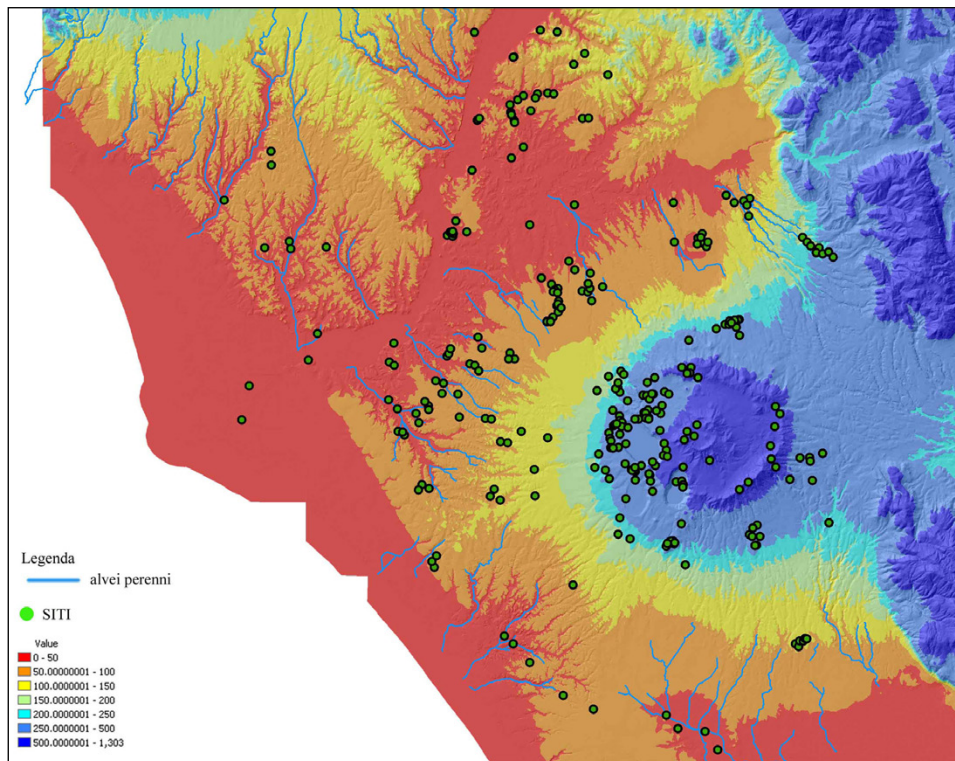 Legenda
alvei perenni
SITI
Value
0 - 50
50.00000001 - 100
100.0000001 - 150
150.0000001 - 200
200.0000001 - 250
250.0000001 - 500
500.0000001 - 1,303